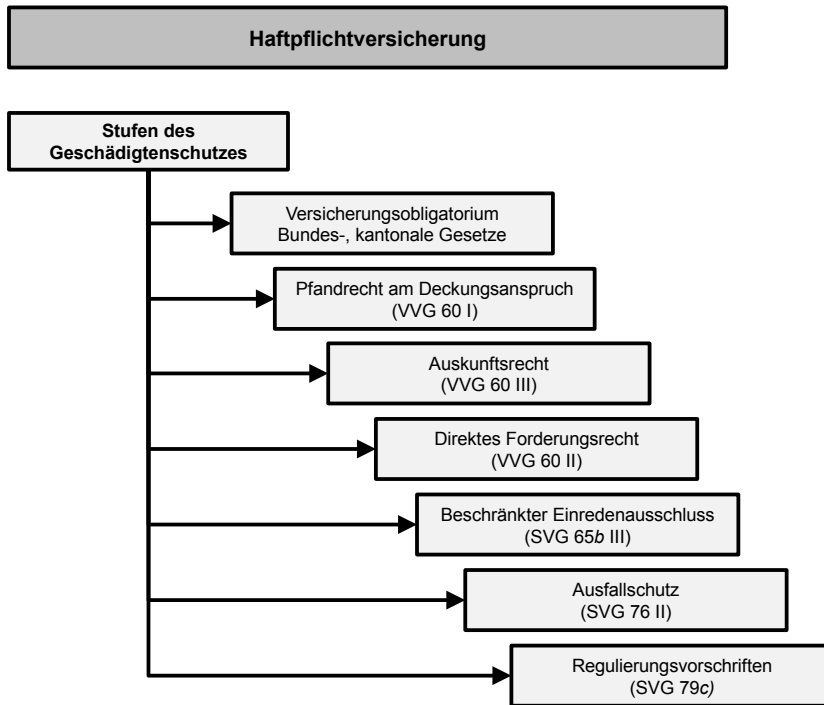 Haftpflichtversicherung
Stufen des
Geschädigtenschutzes
Versicherungsobligatorium
Bundes-, kantonale Gesetze
Pfandrecht am Deckungsanspruch
(VVG 60 I)
Auskunftsrecht
(VVG 60 III)
Direktes Forderungsrecht
(VVG 60 II)
Beschränkter Einredenausschluss
(SVG 65b III)
Ausfallschutz
(SVG 76 II)
Regulierungsvorschriften
(SVG 79c)